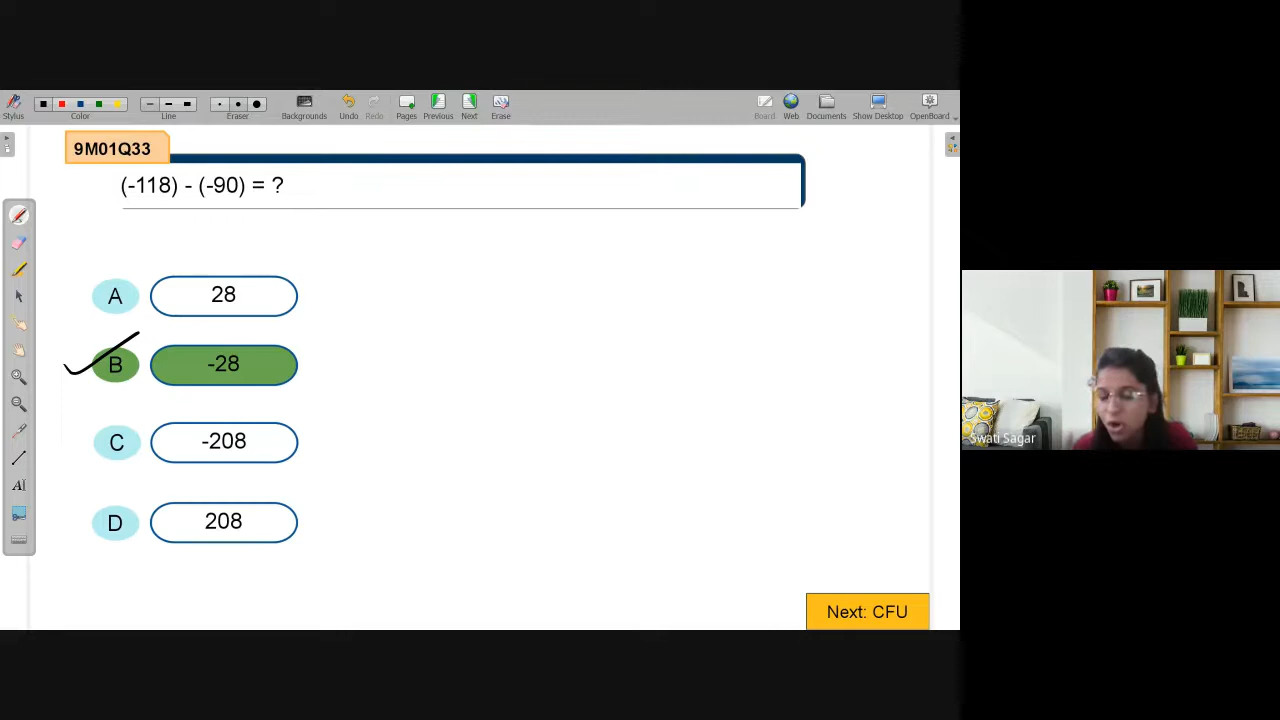 Stylus
Color
Line
Eraser
Backgrounds
Undo
Redo
Pages
Previous
Next
Erase
Board
Web
Documents
Show Desktop
OpenBoard
9M01Q33
(-118) - (-90) = ?
A 28
B -28
C -208
D 208
AI
Next: CFU
Swati Sagar